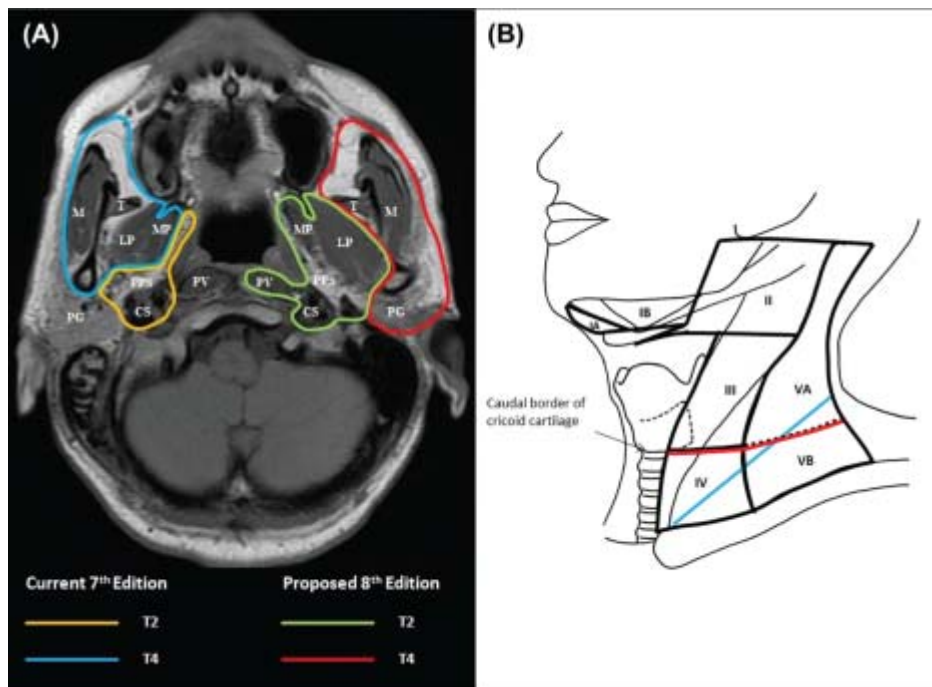 (A)
M
T
LP
MP
PPS
PV
CS
PG
T
M
MP
LP
PV
PPS
CS
PG
Current 7th Edition
Proposed 8th Edition
T2
T2
T4
T4
(B)
IA
IB
II
III
VA
Caudal border of
cricoid cartilage
IV
VB